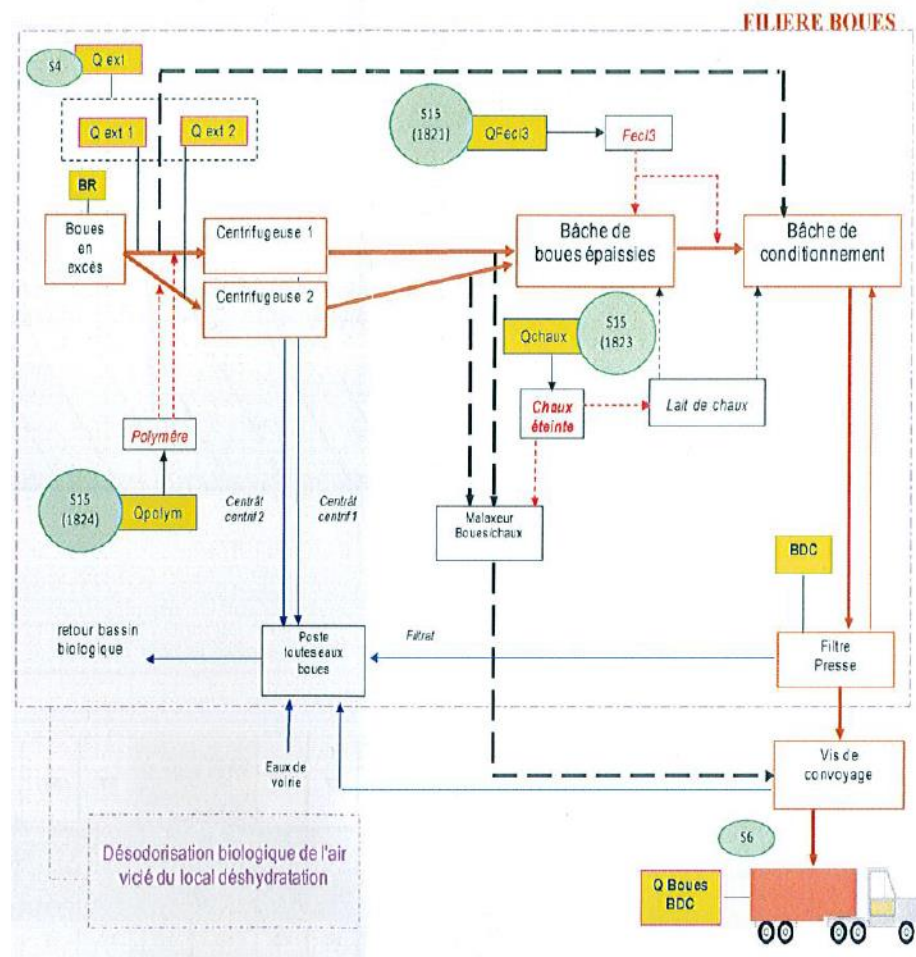 FILIERE BOUES
S4
Q ext
Q ext 1
Q ext 2
S15
(1821)
QFecl3
Fecl3
BR
Boues
en
excés
Centrifugeuse 1
Centrifugeuse 2
Bâche de
boues épaissies
Bâche de
conditionnement
Qchaux
S15
(1823
Chaux
éteinte
Lait de chaux
Polymère
S15
(1824)
Qpolym
Centrât
centrif 2
Centrât
centrif 1
Malaxeur
Boues/chaux
BDC
retour bassin
biologique
Poste
toutes eaux
boues
Filtrat
Filtre
Presse
Eaux de
voirie
Vis de
convoyage
Désodorisation biologique de l'air
vicié du local déshydratation
S6
Q Boues
BDC